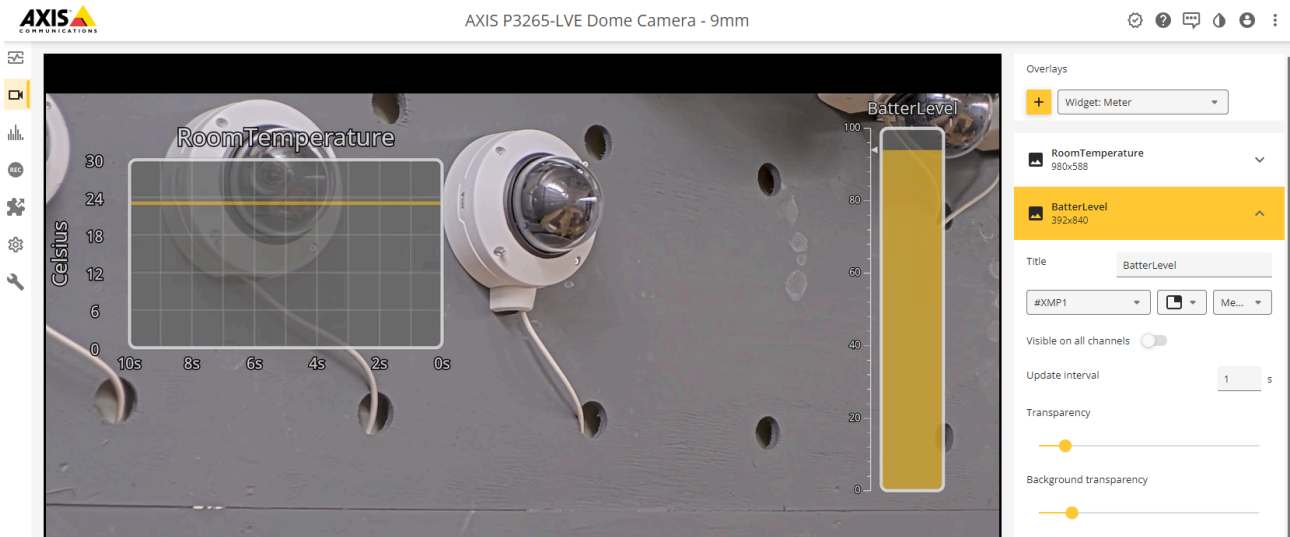 AXIS
COMMUNICATIONS
AXIS P3265-LVE Dome Camera - 9mm
REC
RoomTemperature
Celsius
30
24
18
12
6
0
10s 8s 6s 4s 2s 0s
BatterLevel
100
80
60
40
20
0
Overlays
+ Widget: Meter
RoomTemperature
980x588
BatterLevel
392x840
Title BatterLevel
#XMP1 Me...
Visible on all channels
Update interval 1 s
Transparency
Background transparency